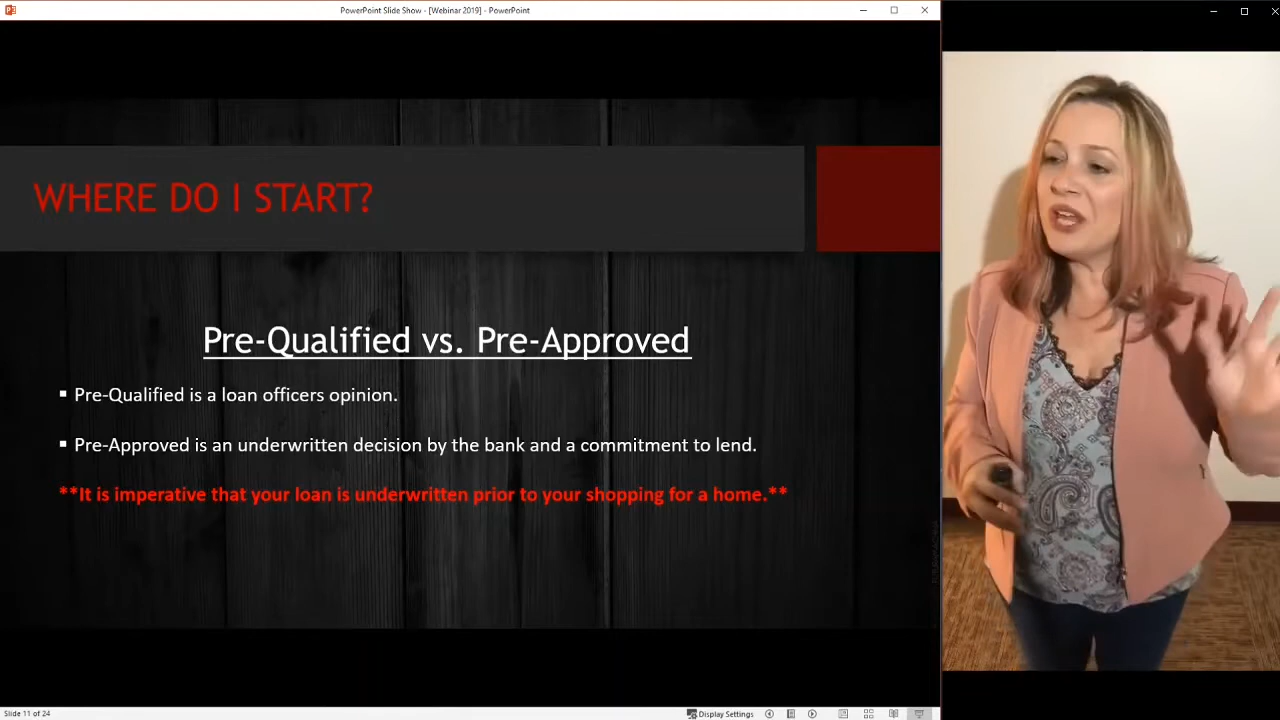 PowerPoint Slide Show - [Webinar 2019] - PowerPoint
WHERE DO I START?
Pre-Qualified vs. Pre-Approved
▪ Pre-Qualified is a loan officers opinion.
▪ Pre-Approved is an underwritten decision by the bank and a commitment to lend.
**It is imperative that your loan is underwritten prior to your shopping for a home.**
Slide 11 of 24
Display Settings